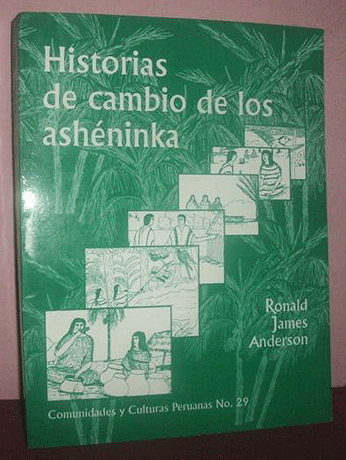 Historias
de cambio de los
ashéninka
Ronald
James
Anderson
Comunidades y Culturas Peruanas No. 29